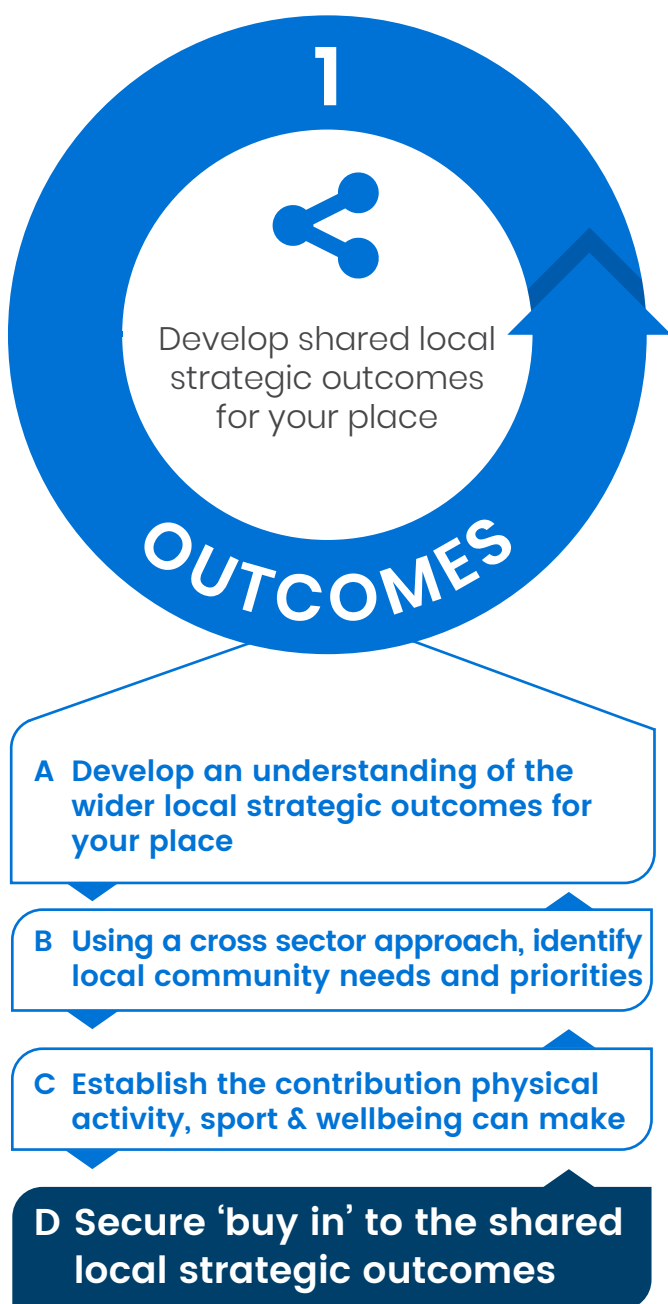 1
Develop shared local
strategic outcomes
for your place
OUTCOMES
A Develop an understanding of the
wider local strategic outcomes for
your place
B Using a cross sector approach, identify
local community needs and priorities
C Establish the contribution physical
activity, sport & wellbeing can make
D Secure ‘buy in’ to the shared
local strategic outcomes